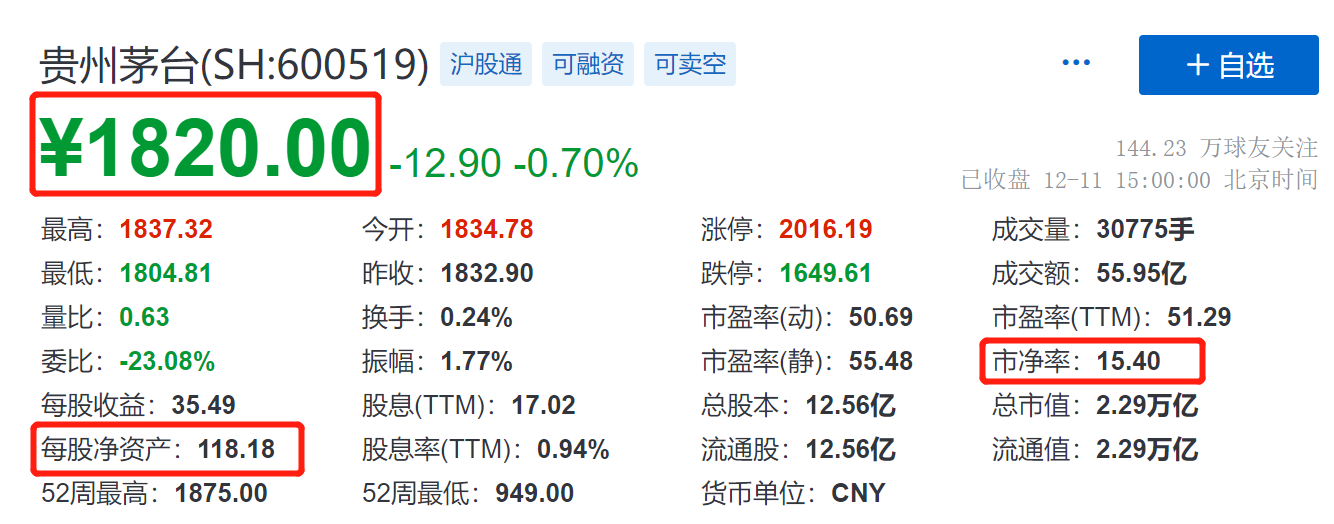 贵州茅台(SH:600519) 沪股通 可融资 可卖空 ··· ＋自选
¥1820.00 -12.90 -0.70%
144.23 万球友关注
已收盘 12-11 15:00:00 北京时间
最高：1837.32 今开：1834.78 涨停：2016.19 成交量：30775手
最低：1804.81 昨收：1832.90 跌停：1649.61 成交额：55.95亿
量比：0.63 换手：0.24% 市盈率(动)：50.69 市盈率(TTM)：51.29
委比：-23.08% 振幅：1.77% 市盈率(静)：55.48 市净率：15.40
每股收益：35.49 股息(TTM)：17.02 总股本：12.56亿 总市值：2.29万亿
每股净资产：118.18 股息率(TTM)：0.94% 流通股：12.56亿 流通值：2.29万亿
52周最高：1875.00 52周最低：949.00 货币单位：CNY